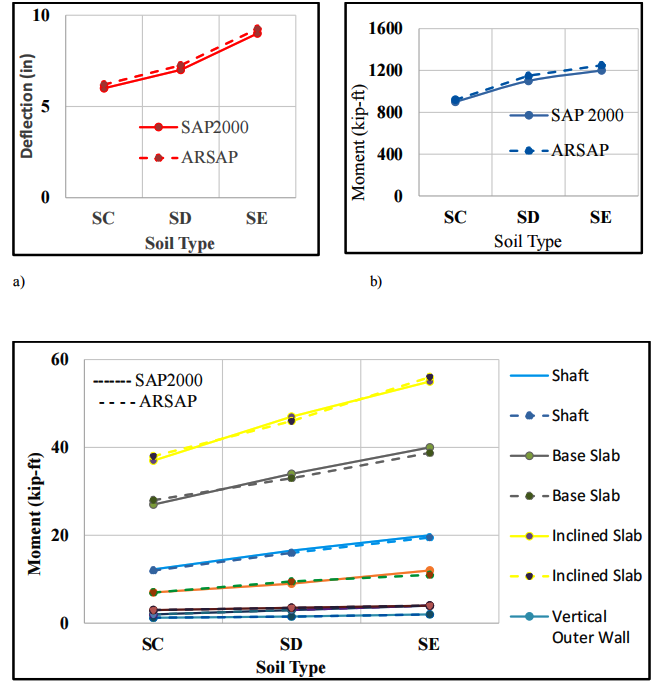 10
5
0
Deflection (in)
SAP2000
ARSAP
SC SD SE
Soil Type
a)
1600
1200
800
400
0
Moment (kip-ft)
SAP 2000
ARSAP
SC SD SE
Soil Type
b)
60
40
20
0
Moment (kip-ft)
SAP2000
ARSAP
SC SD SE
Soil Type
Shaft
Shaft
Base Slab
Base Slab
Inclined Slab
Inclined Slab
Vertical
Outer Wall